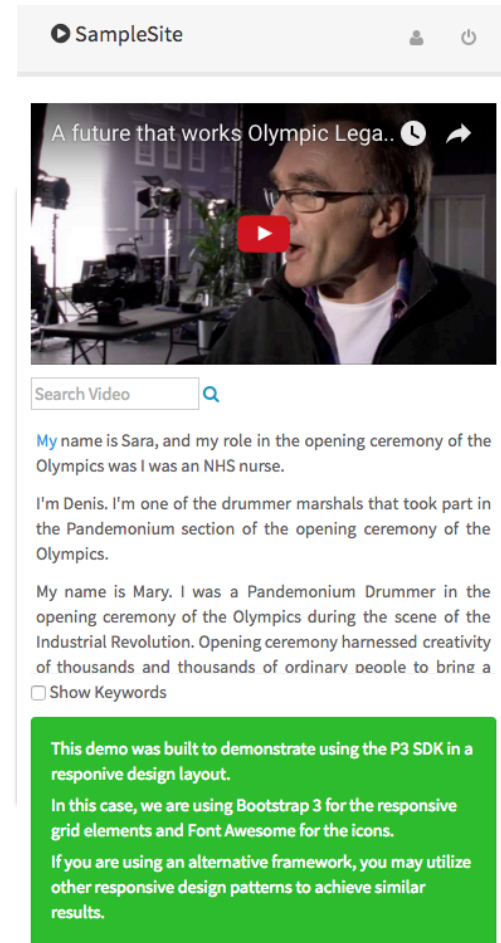 SampleSite
A future that works Olympic Lega..
Search Video
My name is Sara, and my role in the opening ceremony of the
Olympics was I was an NHS nurse.
I'm Denis. I'm one of the drummer marshals that took part in
the Pandemonium section of the opening ceremony of the
Olympics.
My name is Mary. I was a Pandemonium Drummer in the
opening ceremony of the Olympics during the scene of the
Industrial Revolution. Opening ceremony harnessed creativity
of thousands and thousands of ordinary people to bring a
Show Keywords
This demo was built to demonstrate using the P3 SDK in a
responive design layout.
In this case, we are using Bootstrap 3 for the responsive
grid elements and Font Awesome for the icons.
If you are using an alternative framework, you may utilize
other responsive design patterns to achieve similar
results.